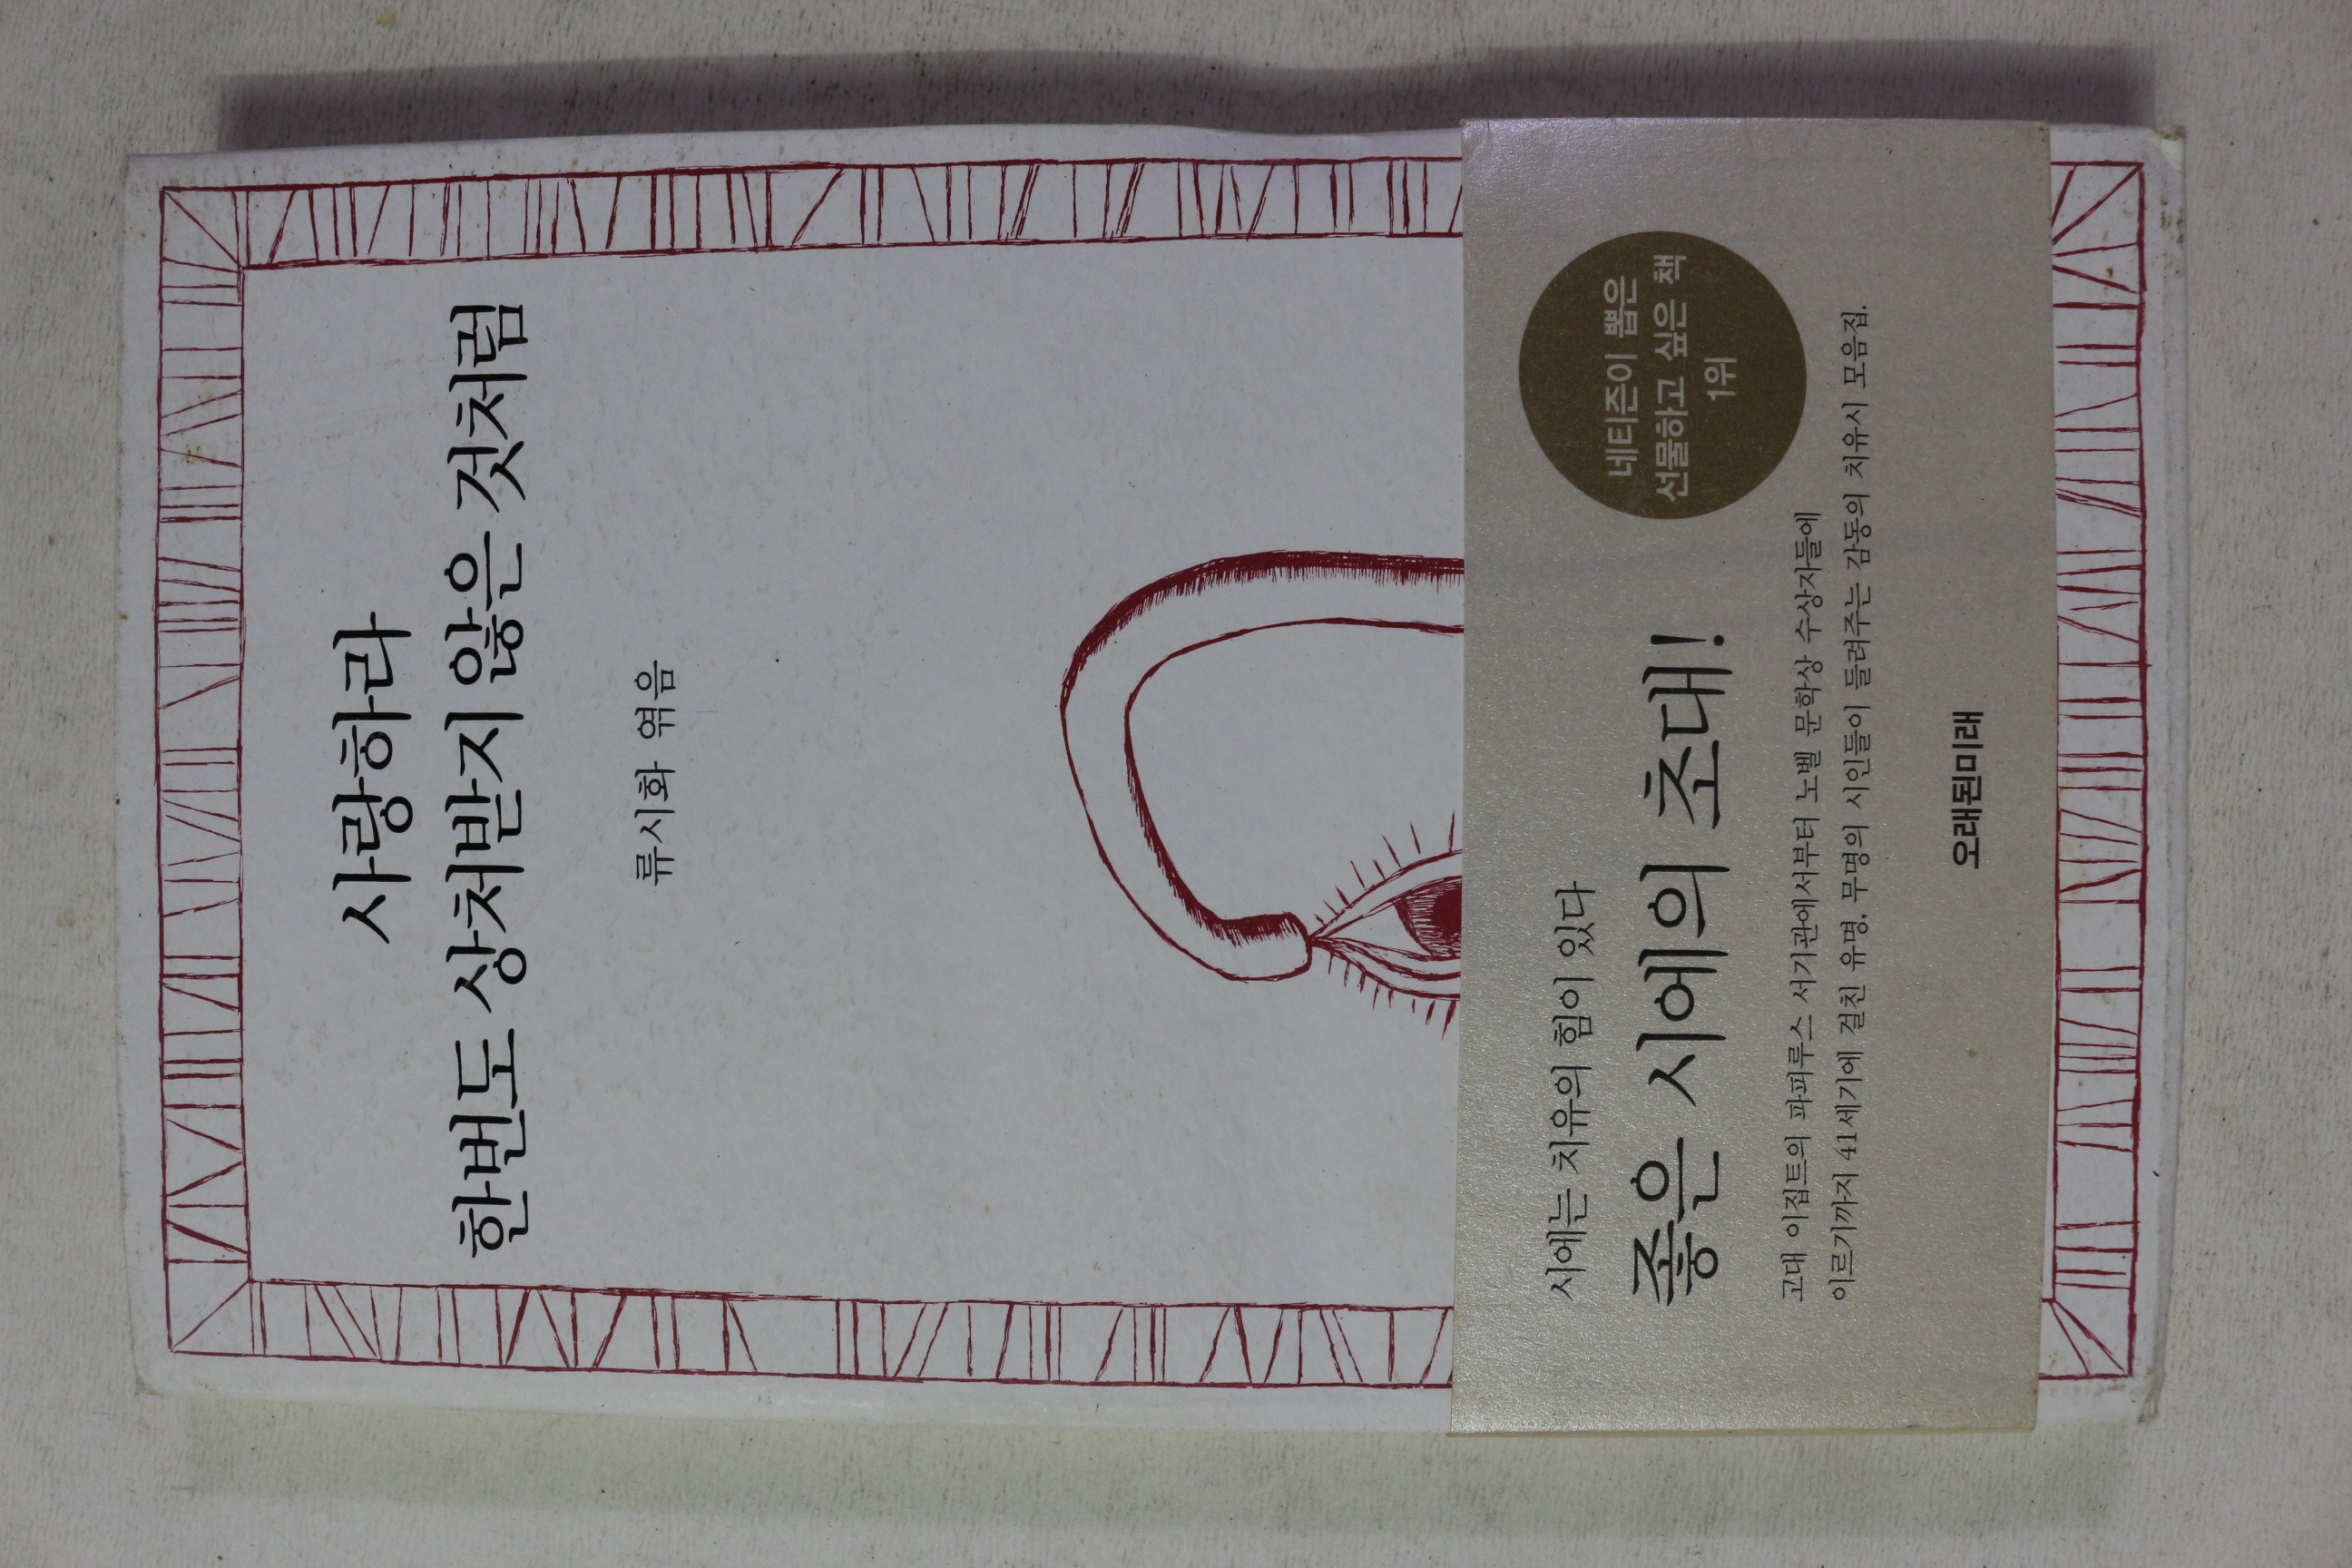 사랑하라
한번도 상처받지 않은 것처럼
류시화 엮음
네티즌이 뽑은
선물하고 싶은 책
1위
시에는 치유의 힘이 있다
좋은 시에의 초대!
고대 이집트의 파피루스 서기관에서부터 노벨 문학상 수상자들에
이르기까지 41세기에 걸친 유명, 무명의 시인들이 들려주는 감동의 치유시 모음집.
오래된미래